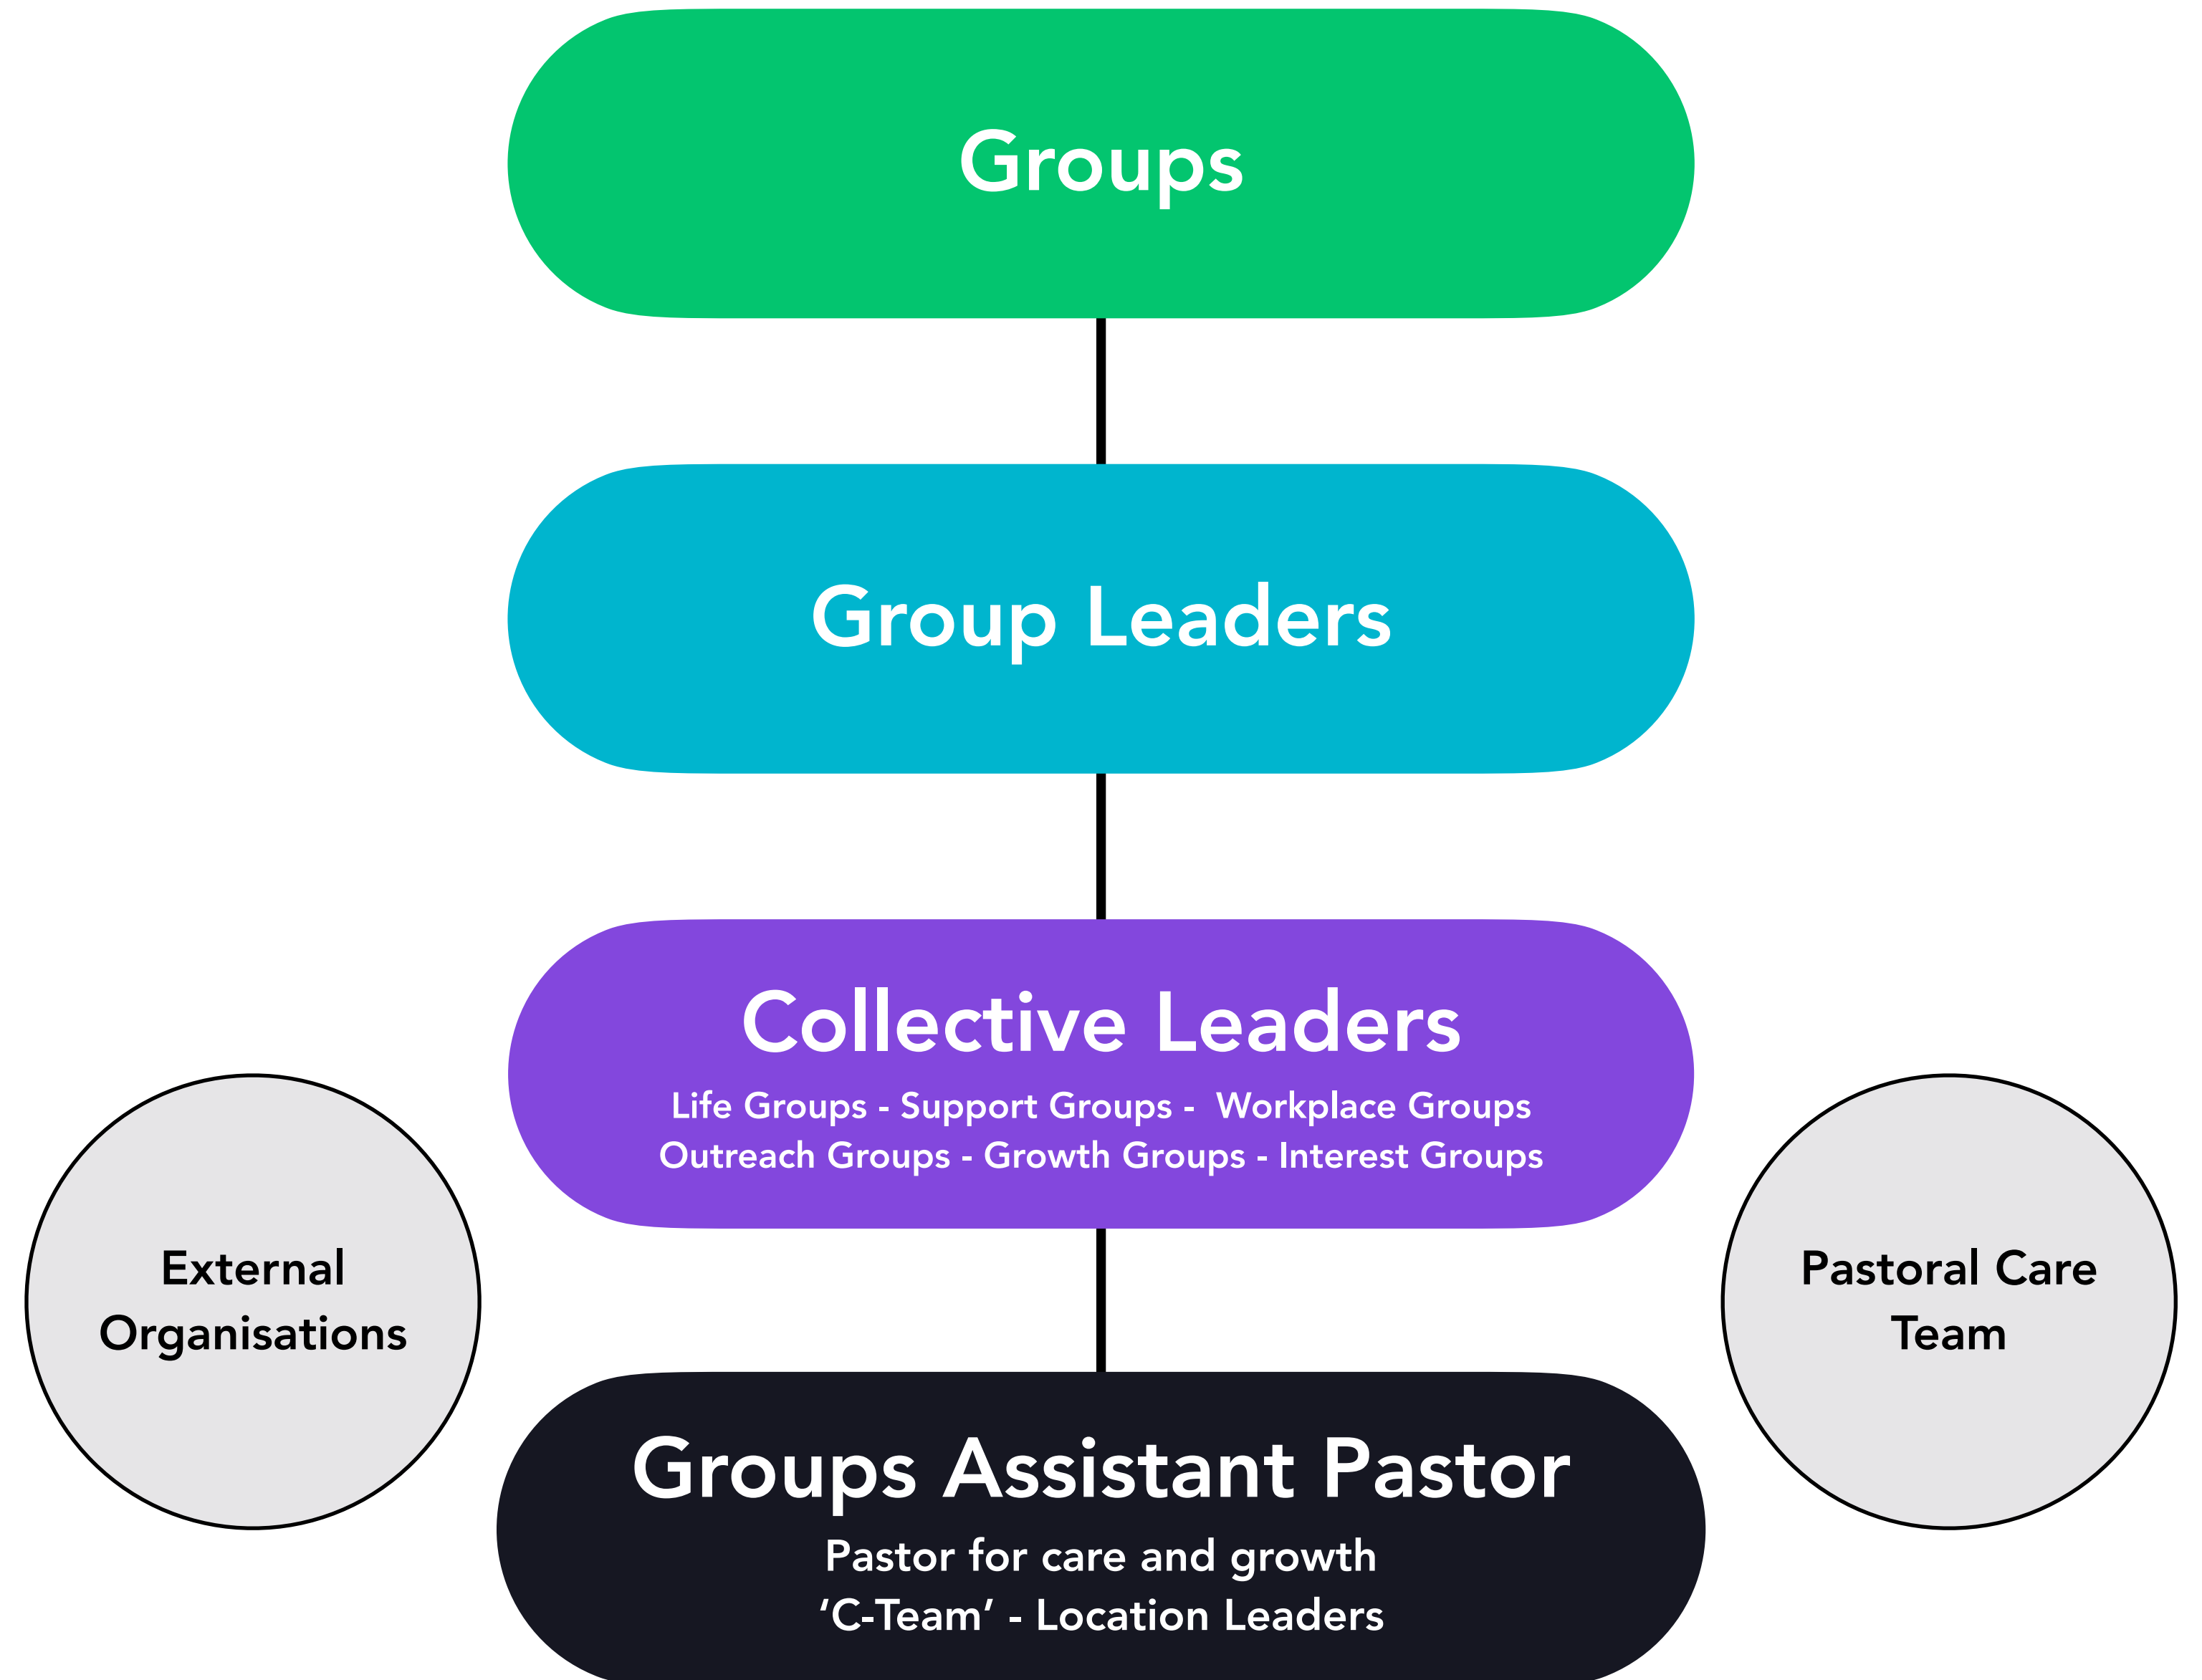 Groups
Group Leaders
Collective Leaders
Life Groups - Support Groups - Workplace Groups
Outreach Groups - Growth Groups - Interest Groups
External
Organisations
Pastoral Care
Team
Groups Assistant Pastor
Pastor for care and growth
‘C-Team’ - Location Leaders